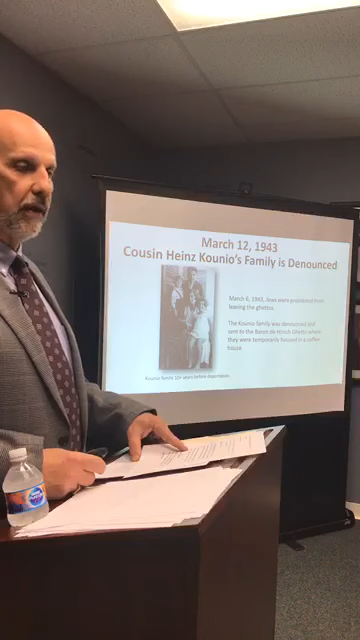 March 12, 1943
Cousin Heinz Kounio's Family is Denounced
March 6, 1943, Jews were prohibited from
leaving the ghettos.
The Kounio family was denounced and
sent to the Baron de Hirsch Ghetto where
they were temporarily housed in a coffee
house.
Kounio family 10+ years before deportation.